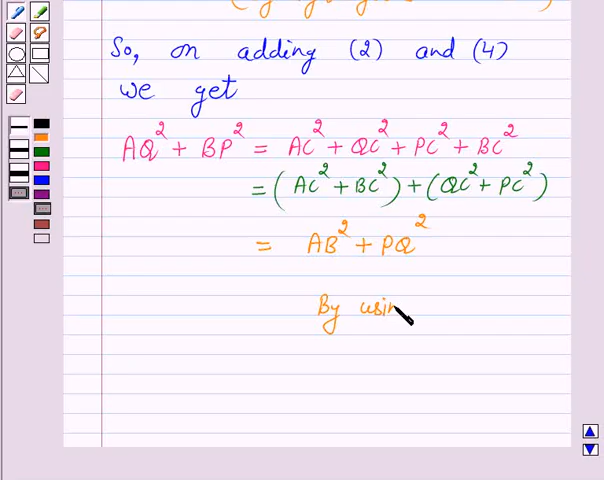 So, on adding (2) and (4)
we get
AQ² + BP² = AC² + QC² + PC² + BC²
= (AC² + BC²) + (QC² + PC²)
= AB² + PQ²
By usin